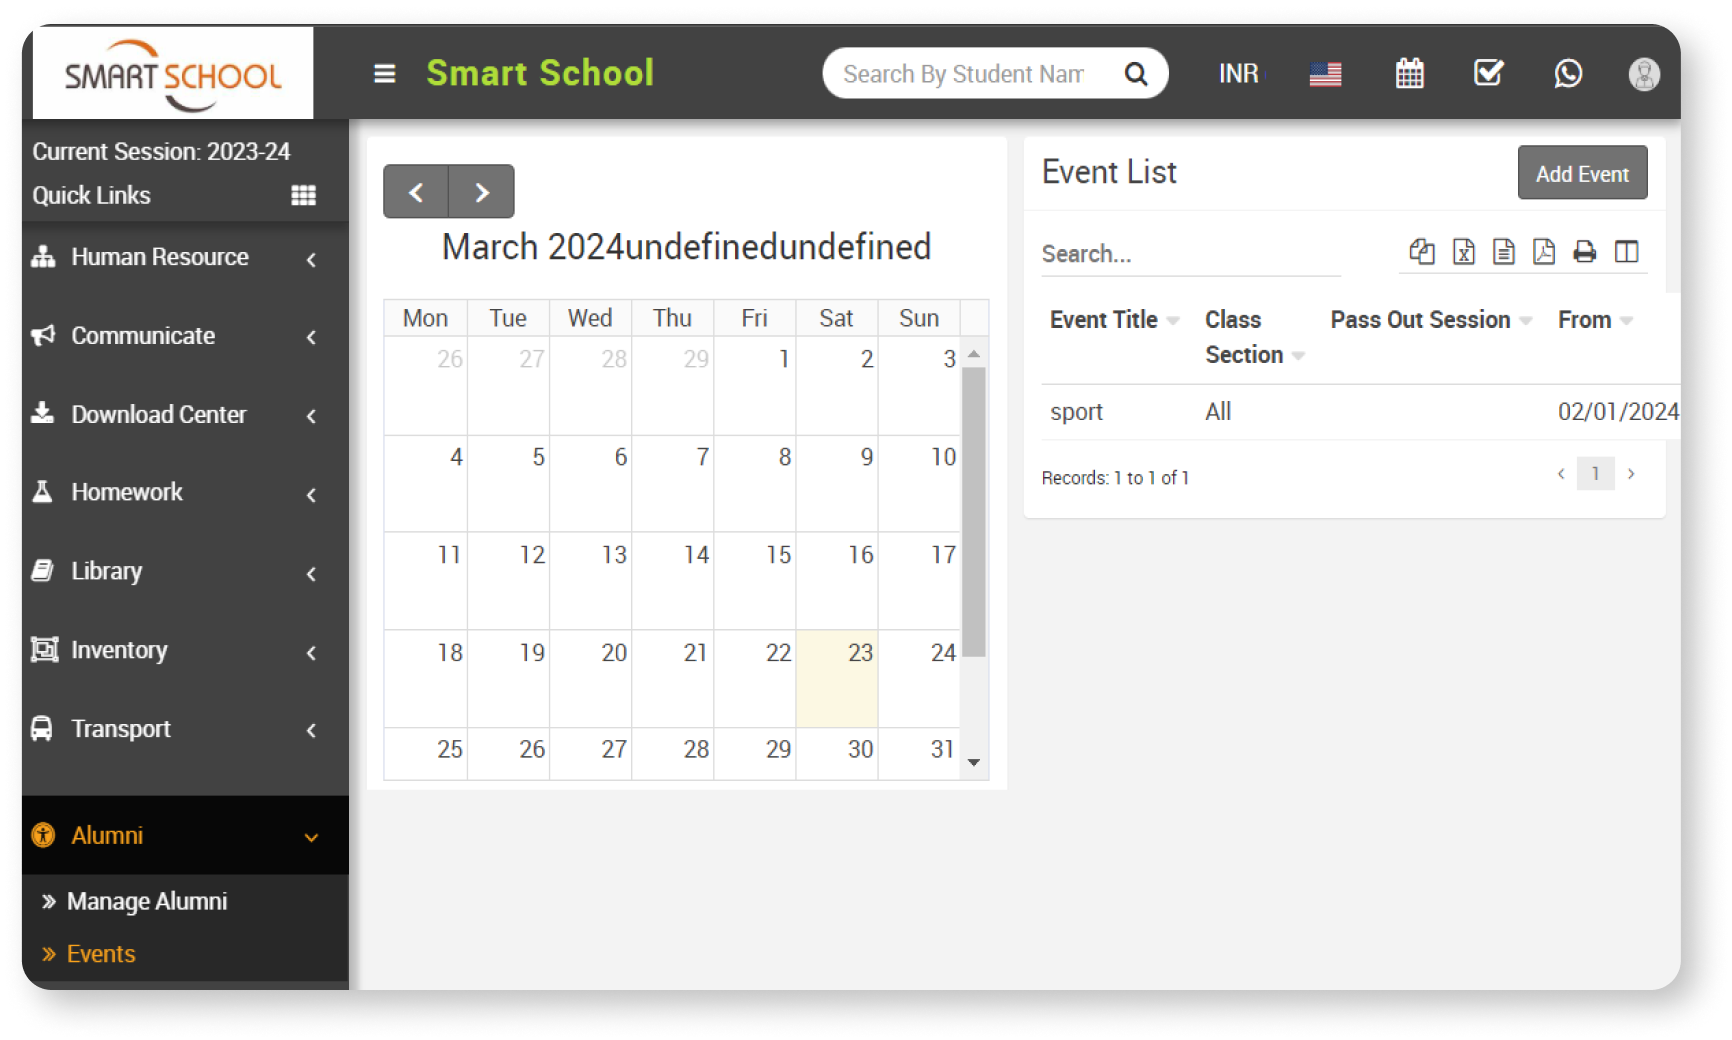 SMART SCHOOL
Smart School
Search By Student Nam
INR
Current Session: 2023-24
Quick Links
Human Resource
Communicate
Download Center
Homework
Library
Inventory
Transport
Alumni
Manage Alumni
Events
March 2024undefinedundefined
Mon Tue Wed Thu Fri Sat Sun
26 27 28 29 1 2 3
4 5 6 7 8 9 10
11 12 13 14 15 16 17
18 19 20 21 22 23 24
25 26 27 28 29 30 31
Event List
Add Event
Search...
Event Title Class Pass Out Session From
Section
sport All 02/01/2024
Records: 1 to 1 of 1
1